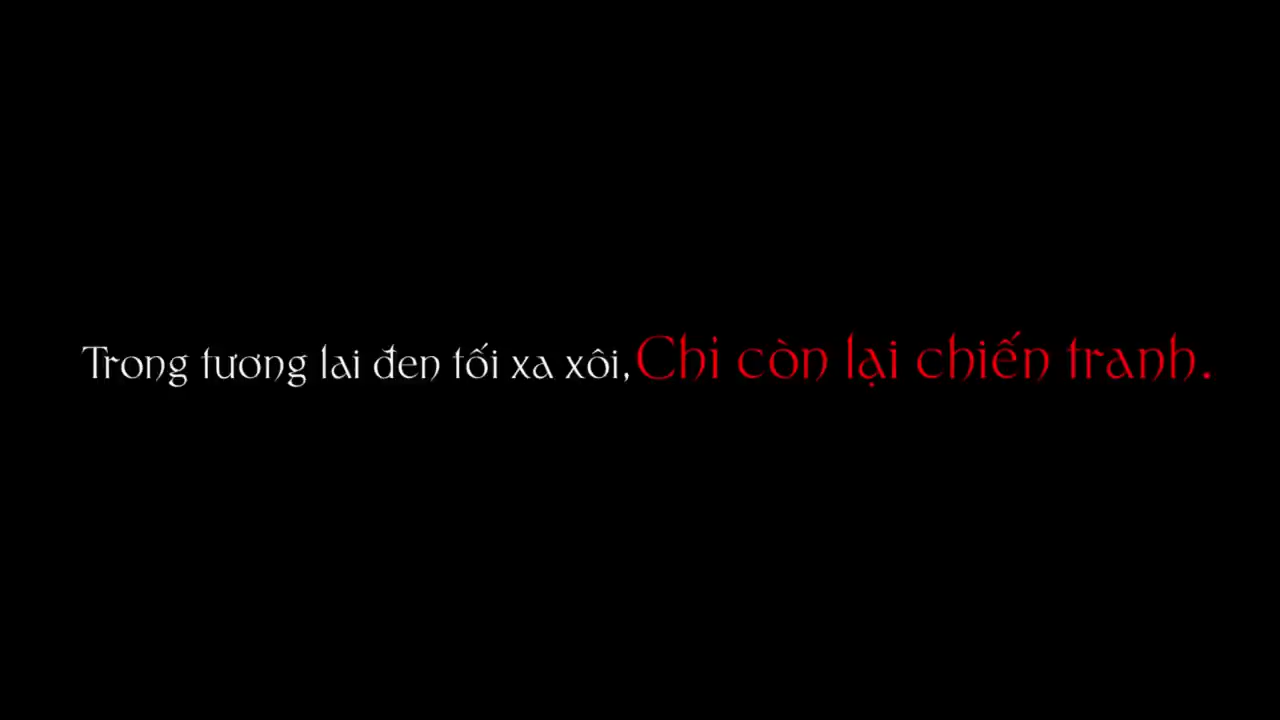 Trong tương lai đen tối xa xôi, Chi còn lại chiến tranh.